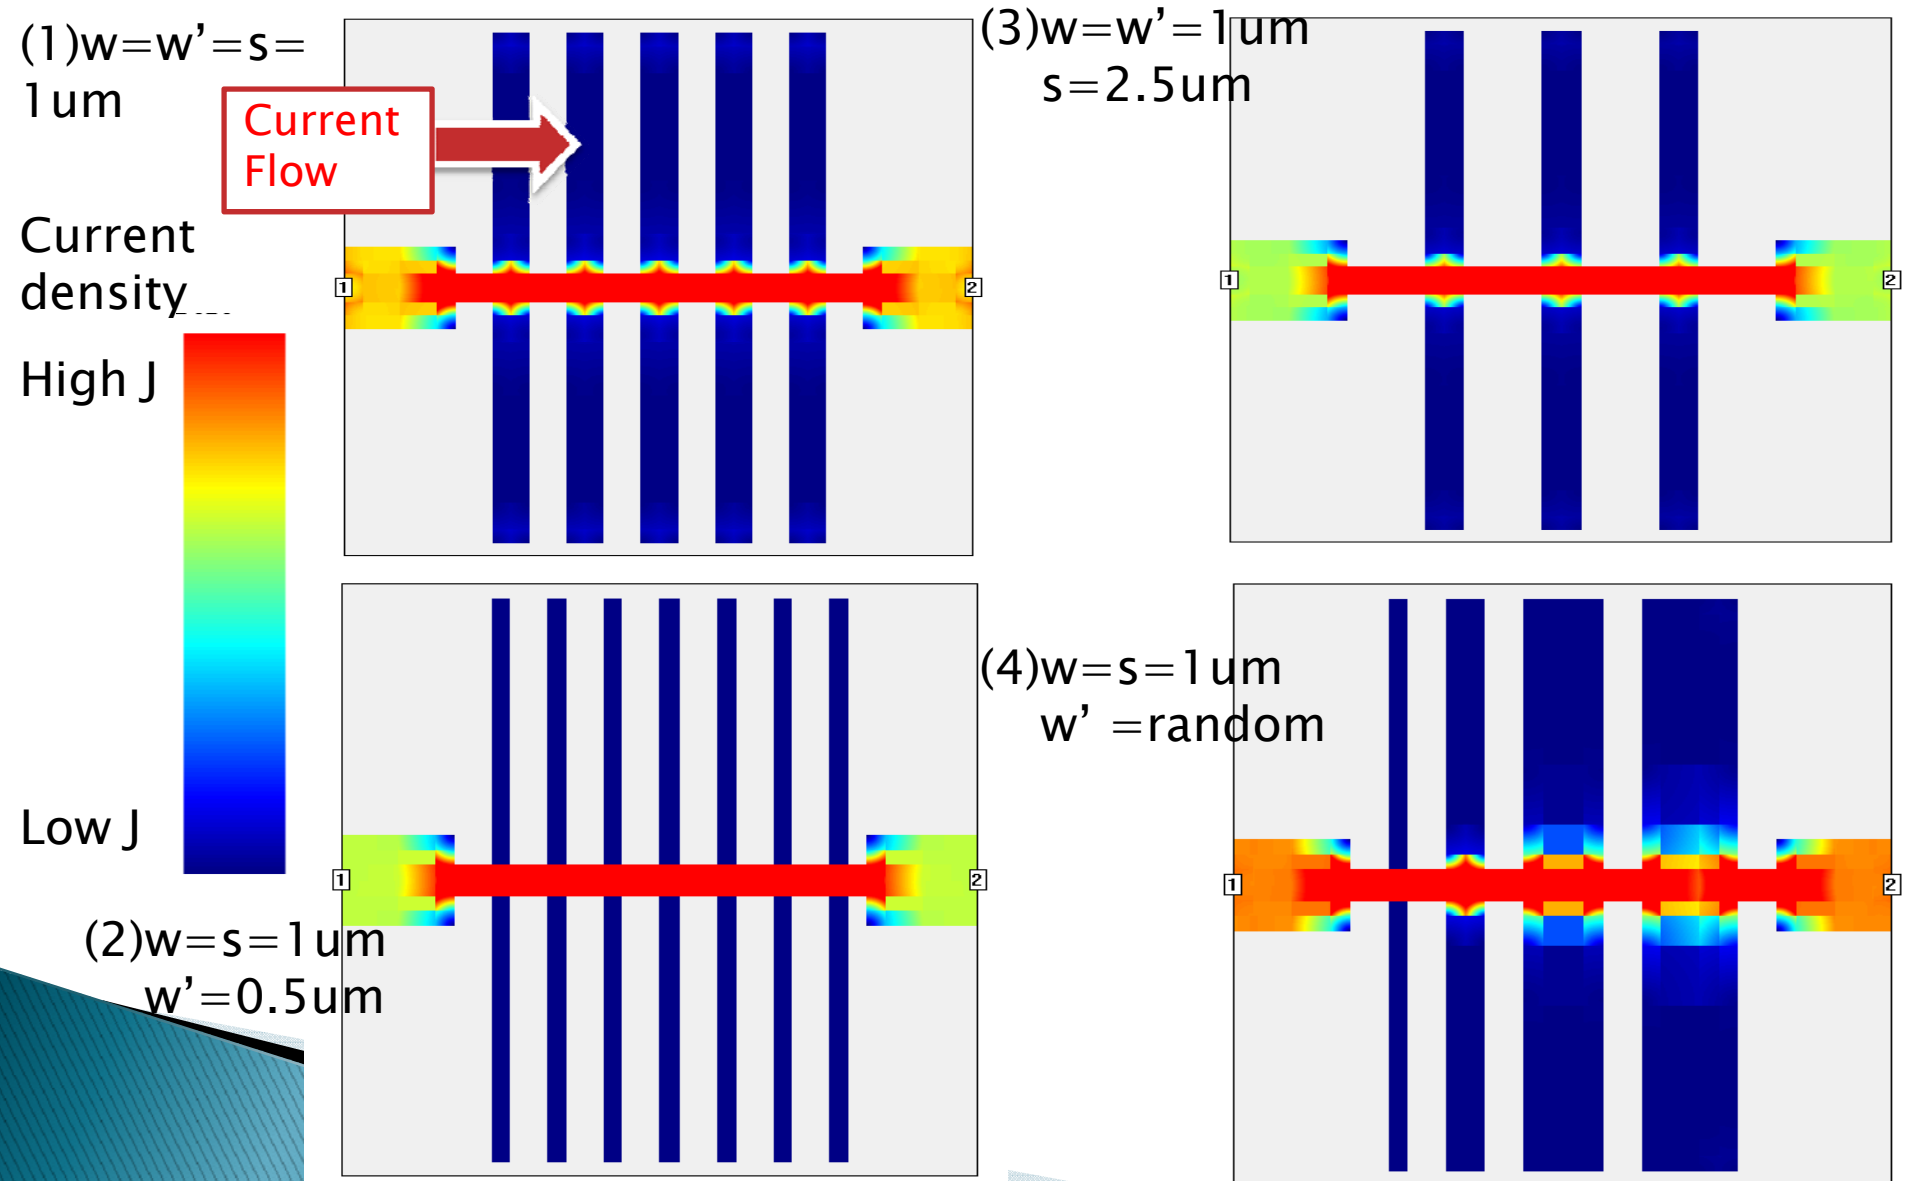 (1)w=w’=s=
1um
Current
Flow
Current
density
High J
Low J
1
2
(3)w=w’=1um
s=2.5um
1
2
(2)w=s=1um
w’=0.5um
1
2
(4)w=s=1um
w’ =random
1
2